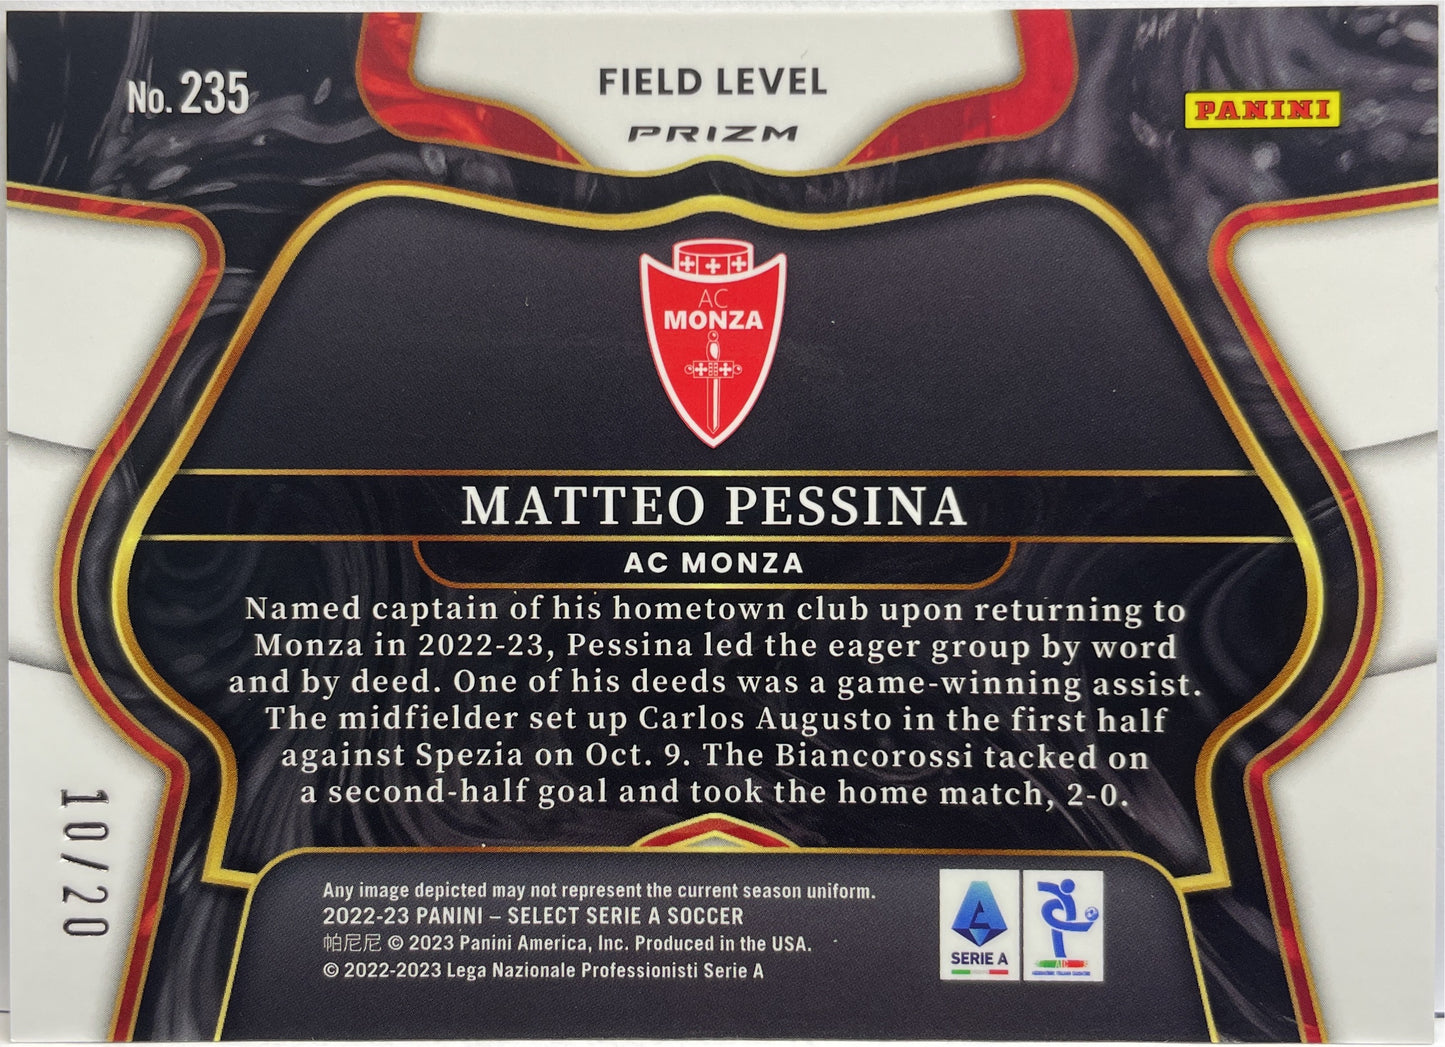 No. 235
FIELD LEVEL
PRIZM
PANINI
AC
MONZA
MATTEO PESSINA
AC MONZA
Named captain of his hometown club upon returning to
Monza in 2022-23, Pessina led the eager group by word
and by deed. One of his deeds was a game-winning assist.
The midfielder set up Carlos Augusto in the first half
against Spezia on Oct. 9. The Biancorossi tacked on
a second-half goal and took the home match, 2-0.
10/20
Any image depicted may not represent the current season uniform.
2022-23 PANINI – SELECT SERIE A SOCCER
帕尼尼 © 2023 Panini America, Inc. Produced in the USA.
© 2022-2023 Lega Nazionale Professionisti Serie A
SERIE A
AIC